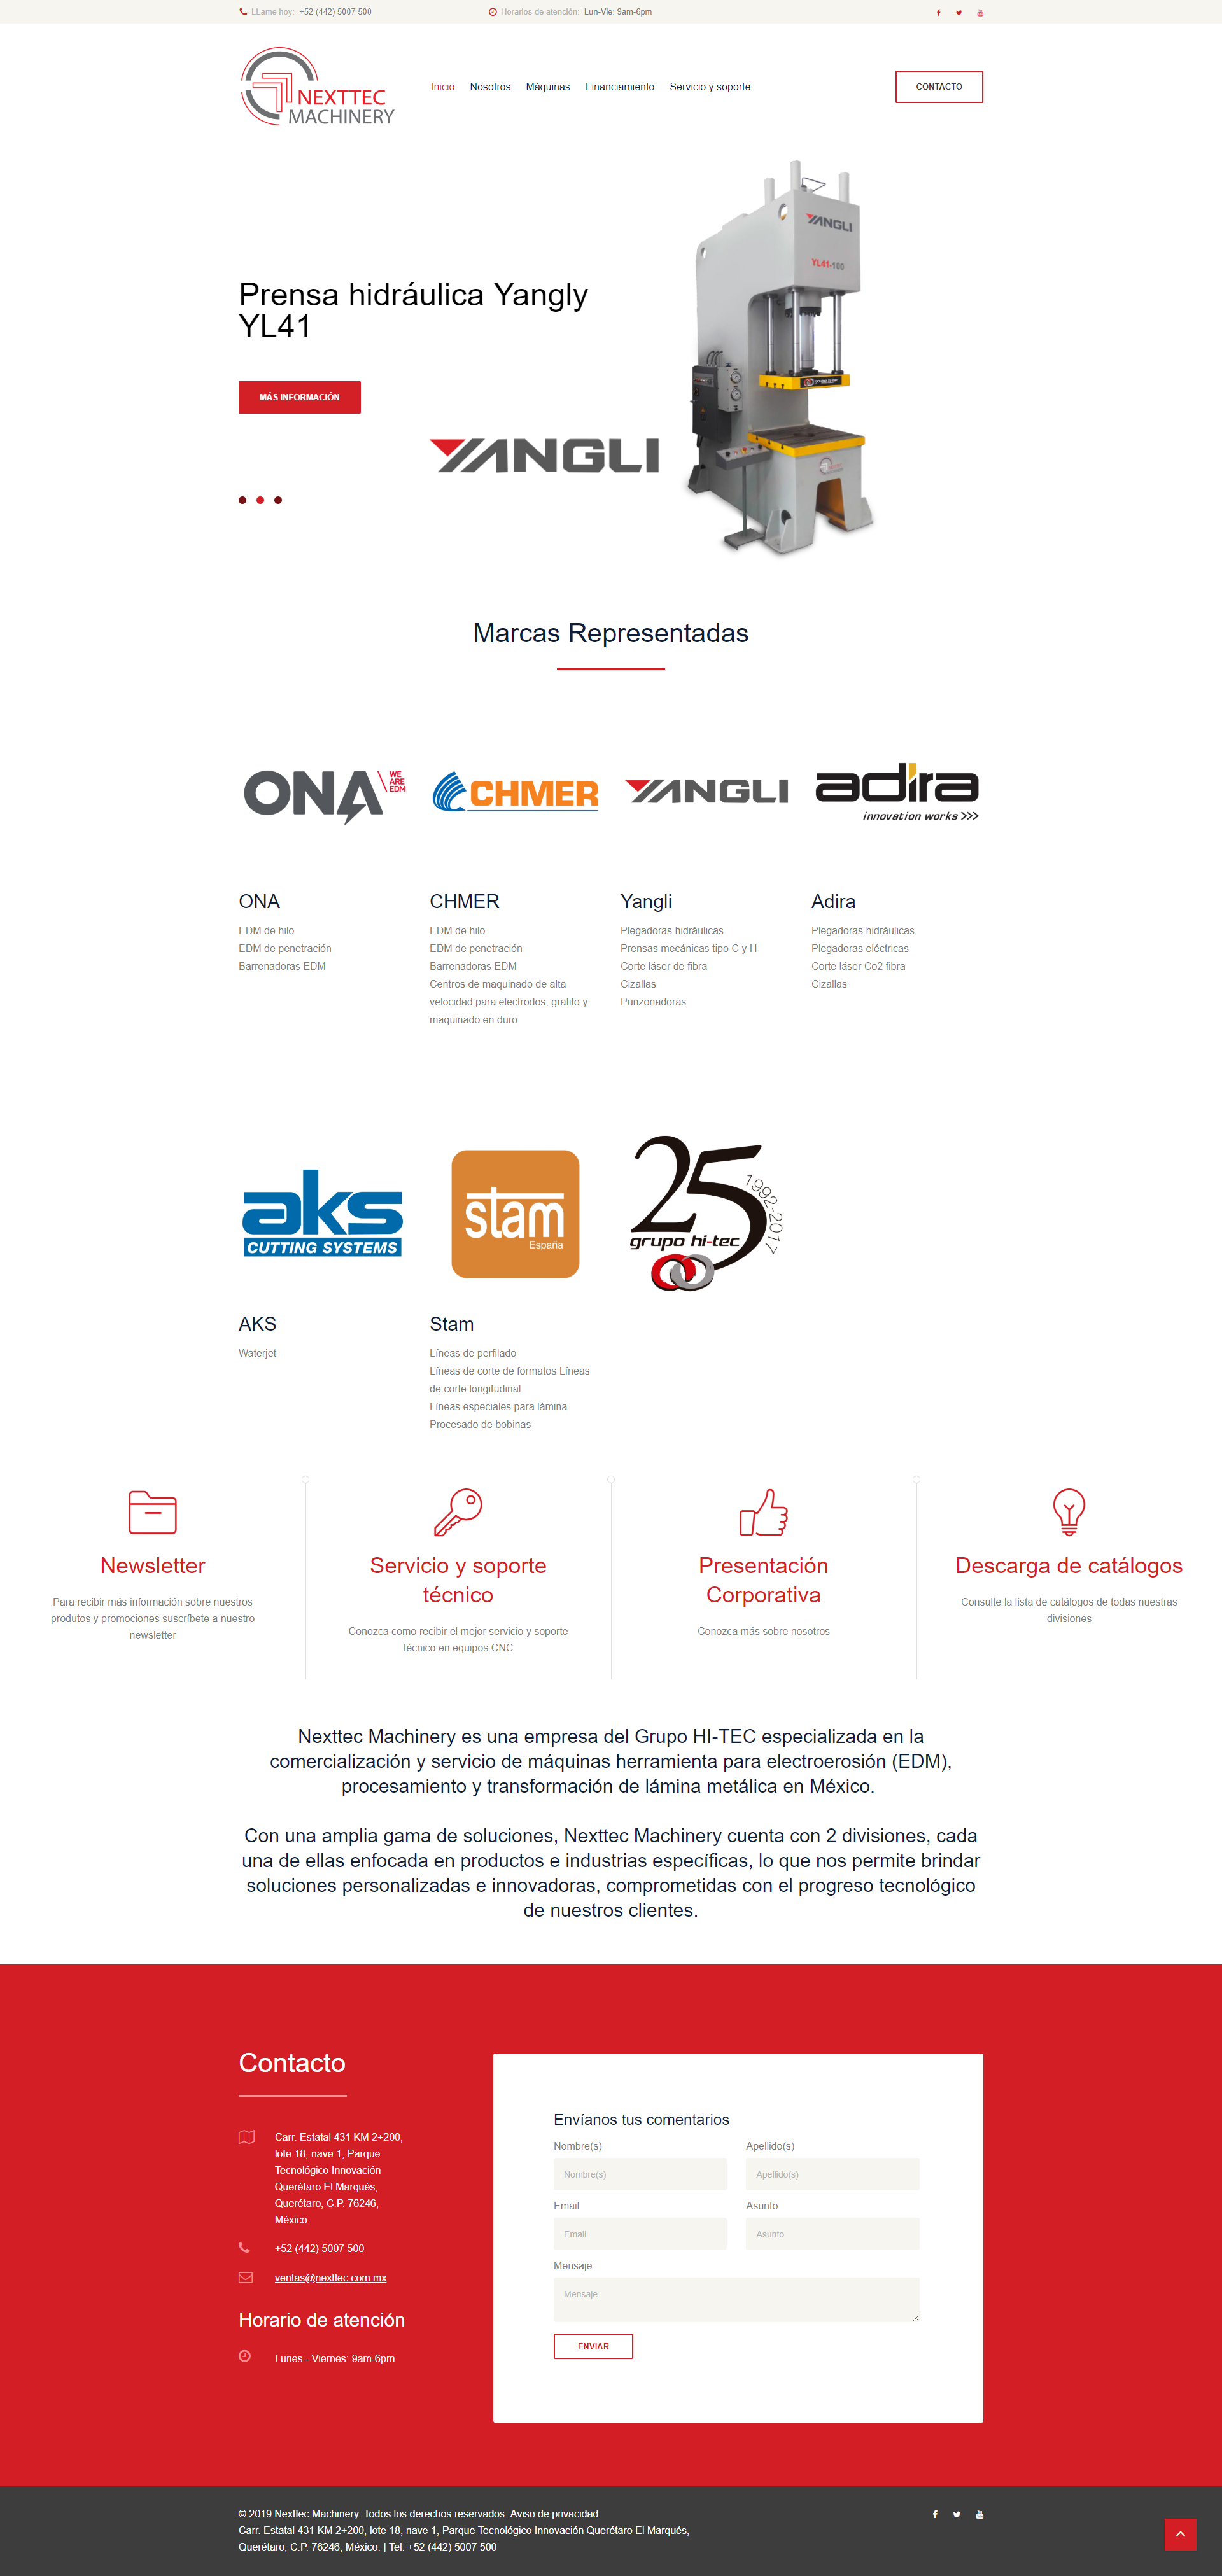 LLame hoy: +52 (442) 5007 500
Horarios de atención: Lun-Vie: 9am-6pm
NEXTTEC
MACHINERY
Inicio
Nosotros
Máquinas
Financiamiento
Servicio y soporte
CONTACTO
YANGLI
YL41-100
Prensa hidráulica Yangly
YL41
MÁS INFORMACIÓN
YANGLI
grupo hi-tec
Marcas Representadas
ONA
WE
ARE
EDM
CHMER
YANGLI
adira
innovation works >>>
ONA
EDM de hilo
EDM de penetración
Barrenadoras EDM
CHMER
EDM de hilo
EDM de penetración
Barrenadoras EDM
Centros de maquinado de alta
velocidad para electrodos, grafito y
maquinado en duro
Yangli
Plegadoras hidráulicas
Prensas mecánicas tipo C y H
Corte láser de fibra
Cizallas
Punzonadoras
Adira
Plegadoras hidráulicas
Plegadoras eléctricas
Corte láser Co2 fibra
Cizallas
aks
CUTTING SYSTEMS
stam
España
25
1992-2017
grupo hi-tec
AKS
Waterjet
Stam
Líneas de perfilado
Líneas de corte de formatos Líneas
de corte longitudinal
Líneas especiales para lámina
Procesado de bobinas
Newsletter
Para recibir más información sobre nuestros
produtos y promociones suscríbete a nuestro
newsletter
Servicio y soporte
técnico
Conozca como recibir el mejor servicio y soporte
técnico en equipos CNC
Presentación
Corporativa
Conozca más sobre nosotros
Descarga de catálogos
Consulte la lista de catálogos de todas nuestras
divisiones
Nexttec Machinery es una empresa del Grupo HI-TEC especializada en la
comercialización y servicio de máquinas herramienta para electroerosión (EDM),
procesamiento y transformación de lámina metálica en México.
Con una amplia gama de soluciones, Nexttec Machinery cuenta con 2 divisiones, cada
una de ellas enfocada en productos e industrias específicas, lo que nos permite brindar
soluciones personalizadas e innovadoras, comprometidas con el progreso tecnológico
de nuestros clientes.
Contacto
Carr. Estatal 431 KM 2+200,
lote 18, nave 1, Parque
Tecnológico Innovación
Querétaro El Marqués,
Querétaro, C.P. 76246,
México.
+52 (442) 5007 500
ventas@nexttec.com.mx
Horario de atención
Lunes - Viernes: 9am-6pm
Envíanos tus comentarios
Nombre(s)
Apellido(s)
Nombre(s)
Apellido(s)
Email
Asunto
Email
Asunto
Mensaje
Mensaje
ENVIAR
© 2019 Nexttec Machinery. Todos los derechos reservados. Aviso de privacidad
Carr. Estatal 431 KM 2+200, lote 18, nave 1, Parque Tecnológico Innovación Querétaro El Marqués,
Querétaro, C.P. 76246, México. | Tel: +52 (442) 5007 500